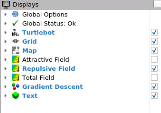 Displays
Global Options
Global Status: Ok
Turtlebot
Grid
Map
Attractive Field
Repulsive Field
Total Field
Gradient Descent
Text